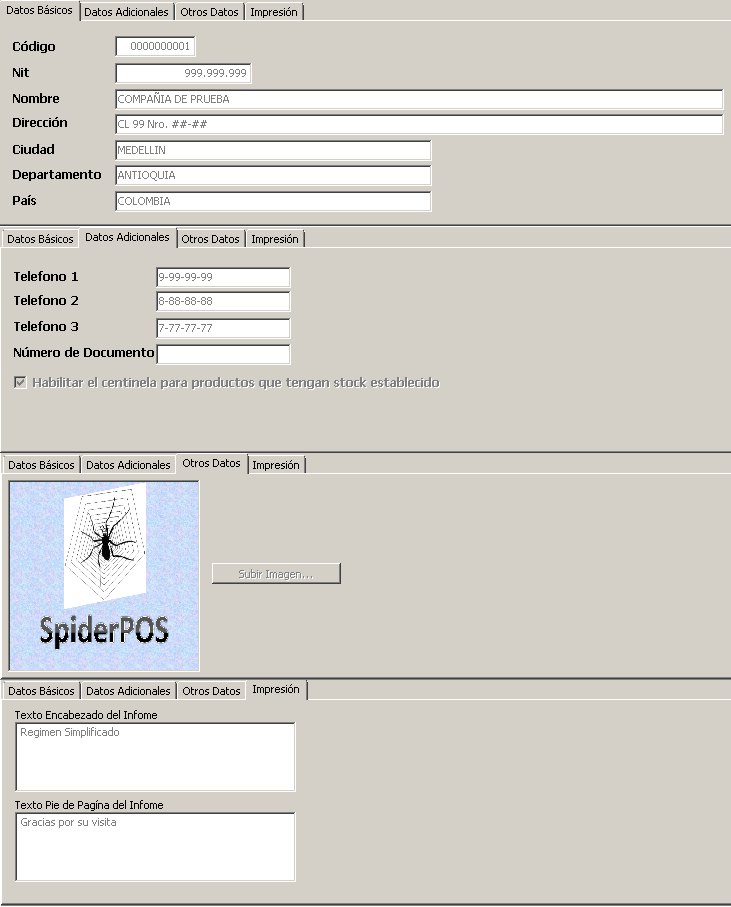 Datos Básicos Datos Adicionales Otros Datos Impresión
Código 0000000001
Nit 999.999.999
Nombre COMPAÑIA DE PRUEBA
Dirección CL 99 Nro. ##-##
Ciudad MEDELLIN
Departamento ANTIOQUIA
País COLOMBIA
Datos Básicos Datos Adicionales Otros Datos Impresión
Telefono 1 9-99-99-99
Telefono 2 8-88-88-88
Telefono 3 7-77-77-77
Número de Documento
Habilitar el centinela para productos que tengan stock establecido
Datos Básicos Datos Adicionales Otros Datos Impresión
Subir Imagen...
SpiderPOS
Datos Básicos Datos Adicionales Otros Datos Impresión
Texto Encabezado del Infome
Regimen Simplificado
Texto Pie de Pagína del Infome
Gracias por su visita